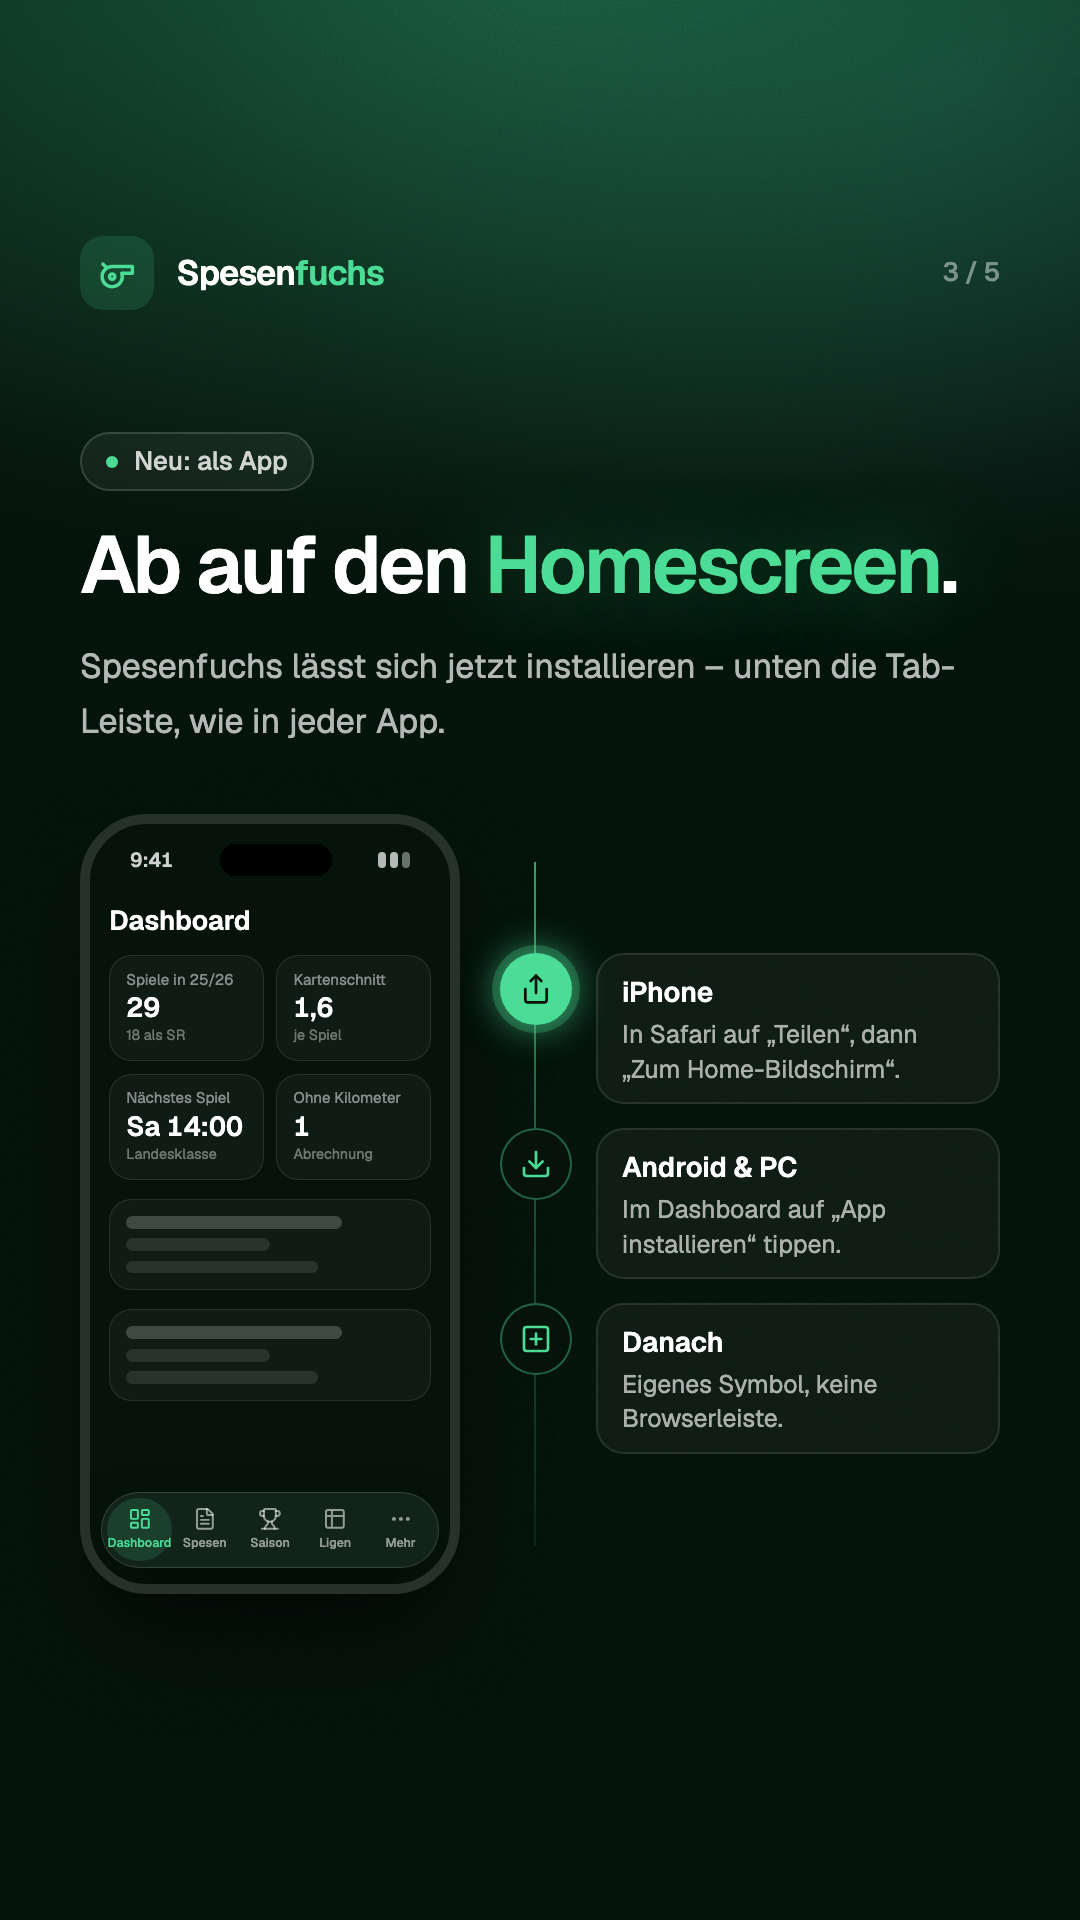 Spesenfuchs
3 / 5
Neu: als App
Ab auf den Homescreen.
Spesenfuchs lässt sich jetzt installieren – unten die Tab-
Leiste, wie in jeder App.
9:41
Dashboard
Spiele in 25/26
29
18 als SR
Kartenschnitt
1,6
je Spiel
Nächstes Spiel
Sa 14:00
Landesklasse
Ohne Kilometer
1
Abrechnung
Dashboard
Spesen
Saison
Ligen
Mehr
iPhone
In Safari auf „Teilen“, dann
„Zum Home-Bildschirm“.
Android & PC
Im Dashboard auf „App
installieren“ tippen.
Danach
Eigenes Symbol, keine
Browserleiste.